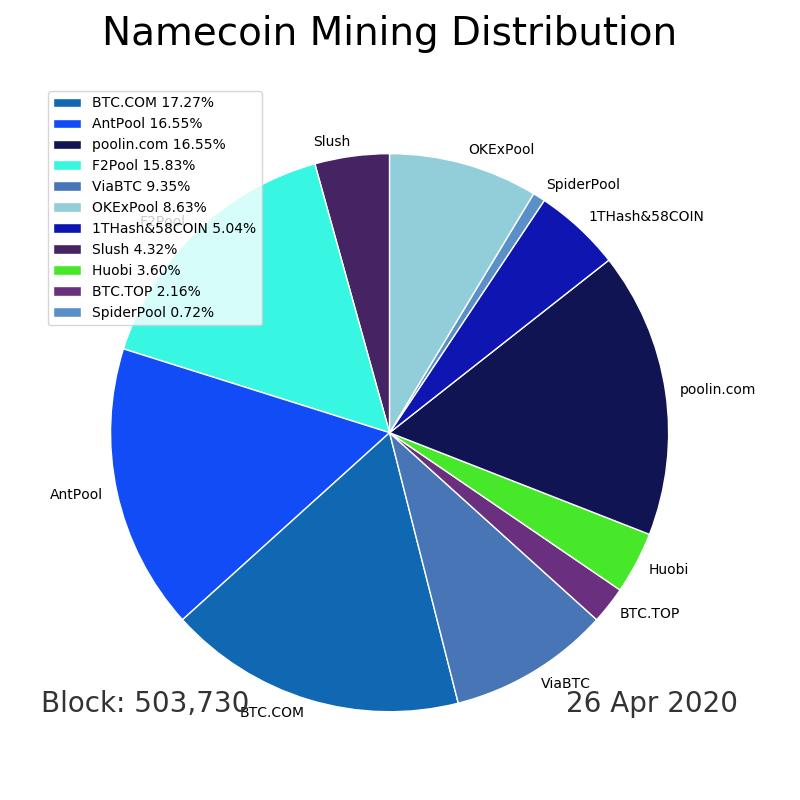 Namecoin Mining Distribution
BTC.COM 17.27%
AntPool 16.55%
poolin.com 16.55%
F2Pool 15.83%
ViaBTC 9.35%
OKExPool 8.63%
1THash&58COIN 5.04%
Slush 4.32%
Huobi 3.60%
BTC.TOP 2.16%
SpiderPool 0.72%
Slush
OKExPool
SpiderPool
1THash&58COIN
F2Pool
poolin.com
AntPool
Huobi
BTC.TOP
ViaBTC
BTC.COM
Block: 503,730
26 Apr 2020